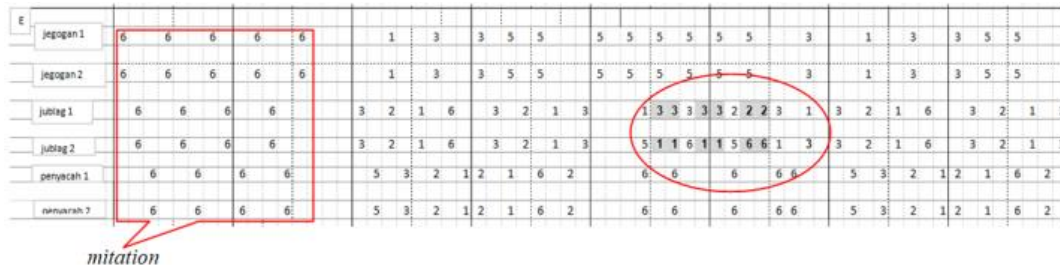 E
jegogan 1 6 6 6 6 6 1 3 3 5 5 5 5 5 5 5 5 3 1 3 3 5 5
jegogan 2 6 6 6 6 6 1 3 3 5 5 5 5 5 5 5 5 3 1 3 3 5 5
jublag 1 6 6 6 6 3 2 1 6 3 2 1 3 1 3 3 3 3 3 2 2 2 3 1 3 2 1 6 3 2 1
jublag 2 6 6 6 6 3 2 1 6 3 2 1 3 5 1 1 6 1 1 5 6 6 1 3 3 2 1 6 3 2 1
penyacah 1 6 6 6 6 5 3 2 1 2 1 6 2 6 6 6 6 6 5 3 2 1 2 1 6 2
penyacah 2 6 6 6 6 5 3 2 1 2 1 6 2 6 6 6 6 6 5 3 2 1 2 1 6 2
mitation